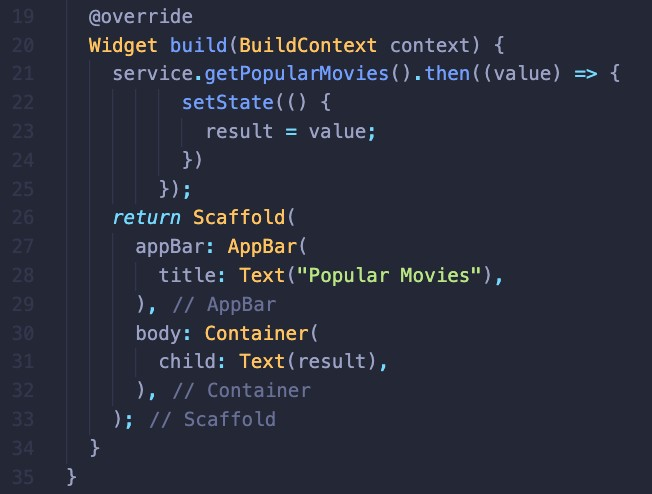 19 @override
20 Widget build(BuildContext context) {
21 service.getPopularMovies().then((value) => {
22 setState(() {
23 result = value;
24 })
25 });
26 return Scaffold(
27 appBar: AppBar(
28 title: Text("Popular Movies"),
29 ), // AppBar
30 body: Container(
31 child: Text(result),
32 ), // Container
33 ); // Scaffold
34 }
35 }